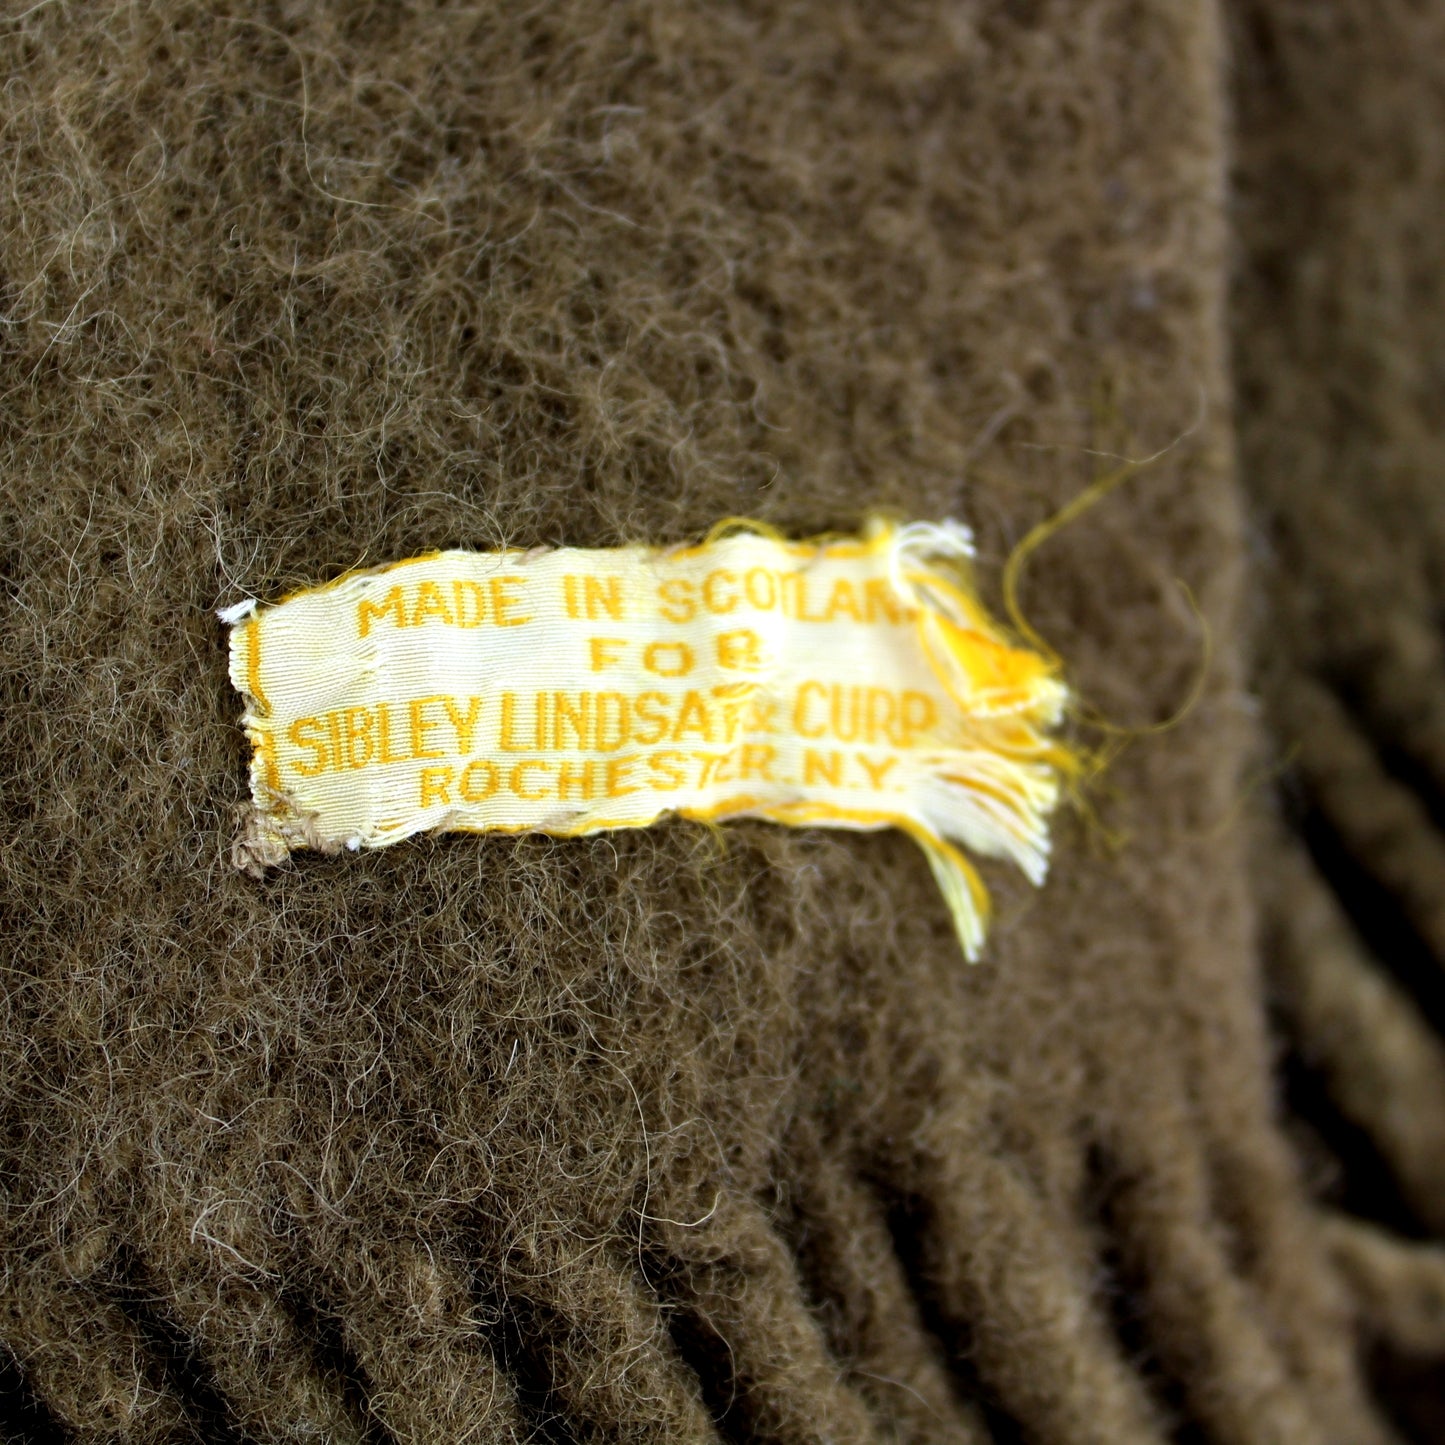 MADE IN SCOTLAN
FOR
SIBLEY LINDSAY & CURR
ROCHESTER. N.Y.